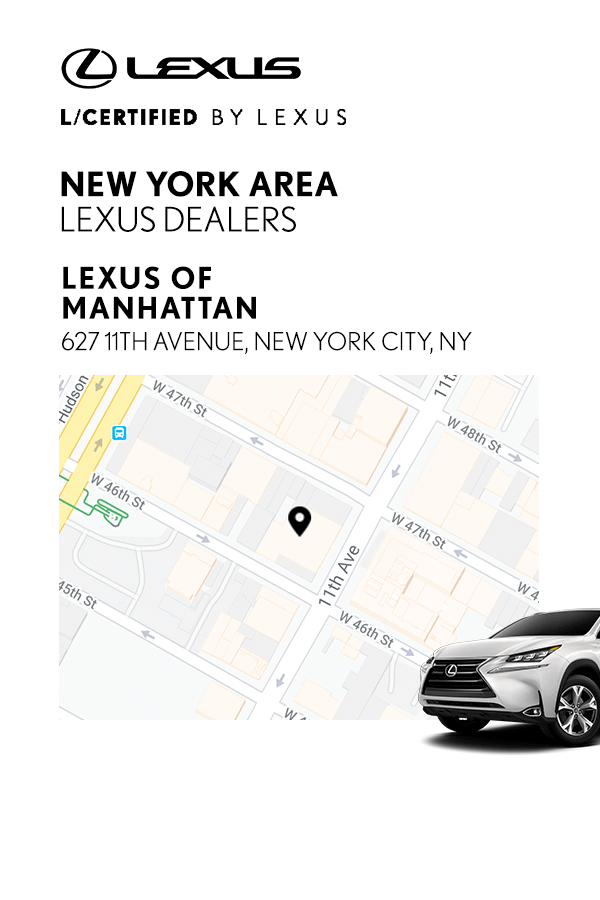 LEXUS
L/CERTIFIED BY LEXUS
NEW YORK AREA
LEXUS DEALERS
LEXUS OF
MANHATTAN
627 11TH AVENUE, NEW YORK CITY, NY
Hudson
W 47th St
11t
W 48th St
W 46th St
W 47th St
11th Ave
45th St
W 4
W 46th St
W 4